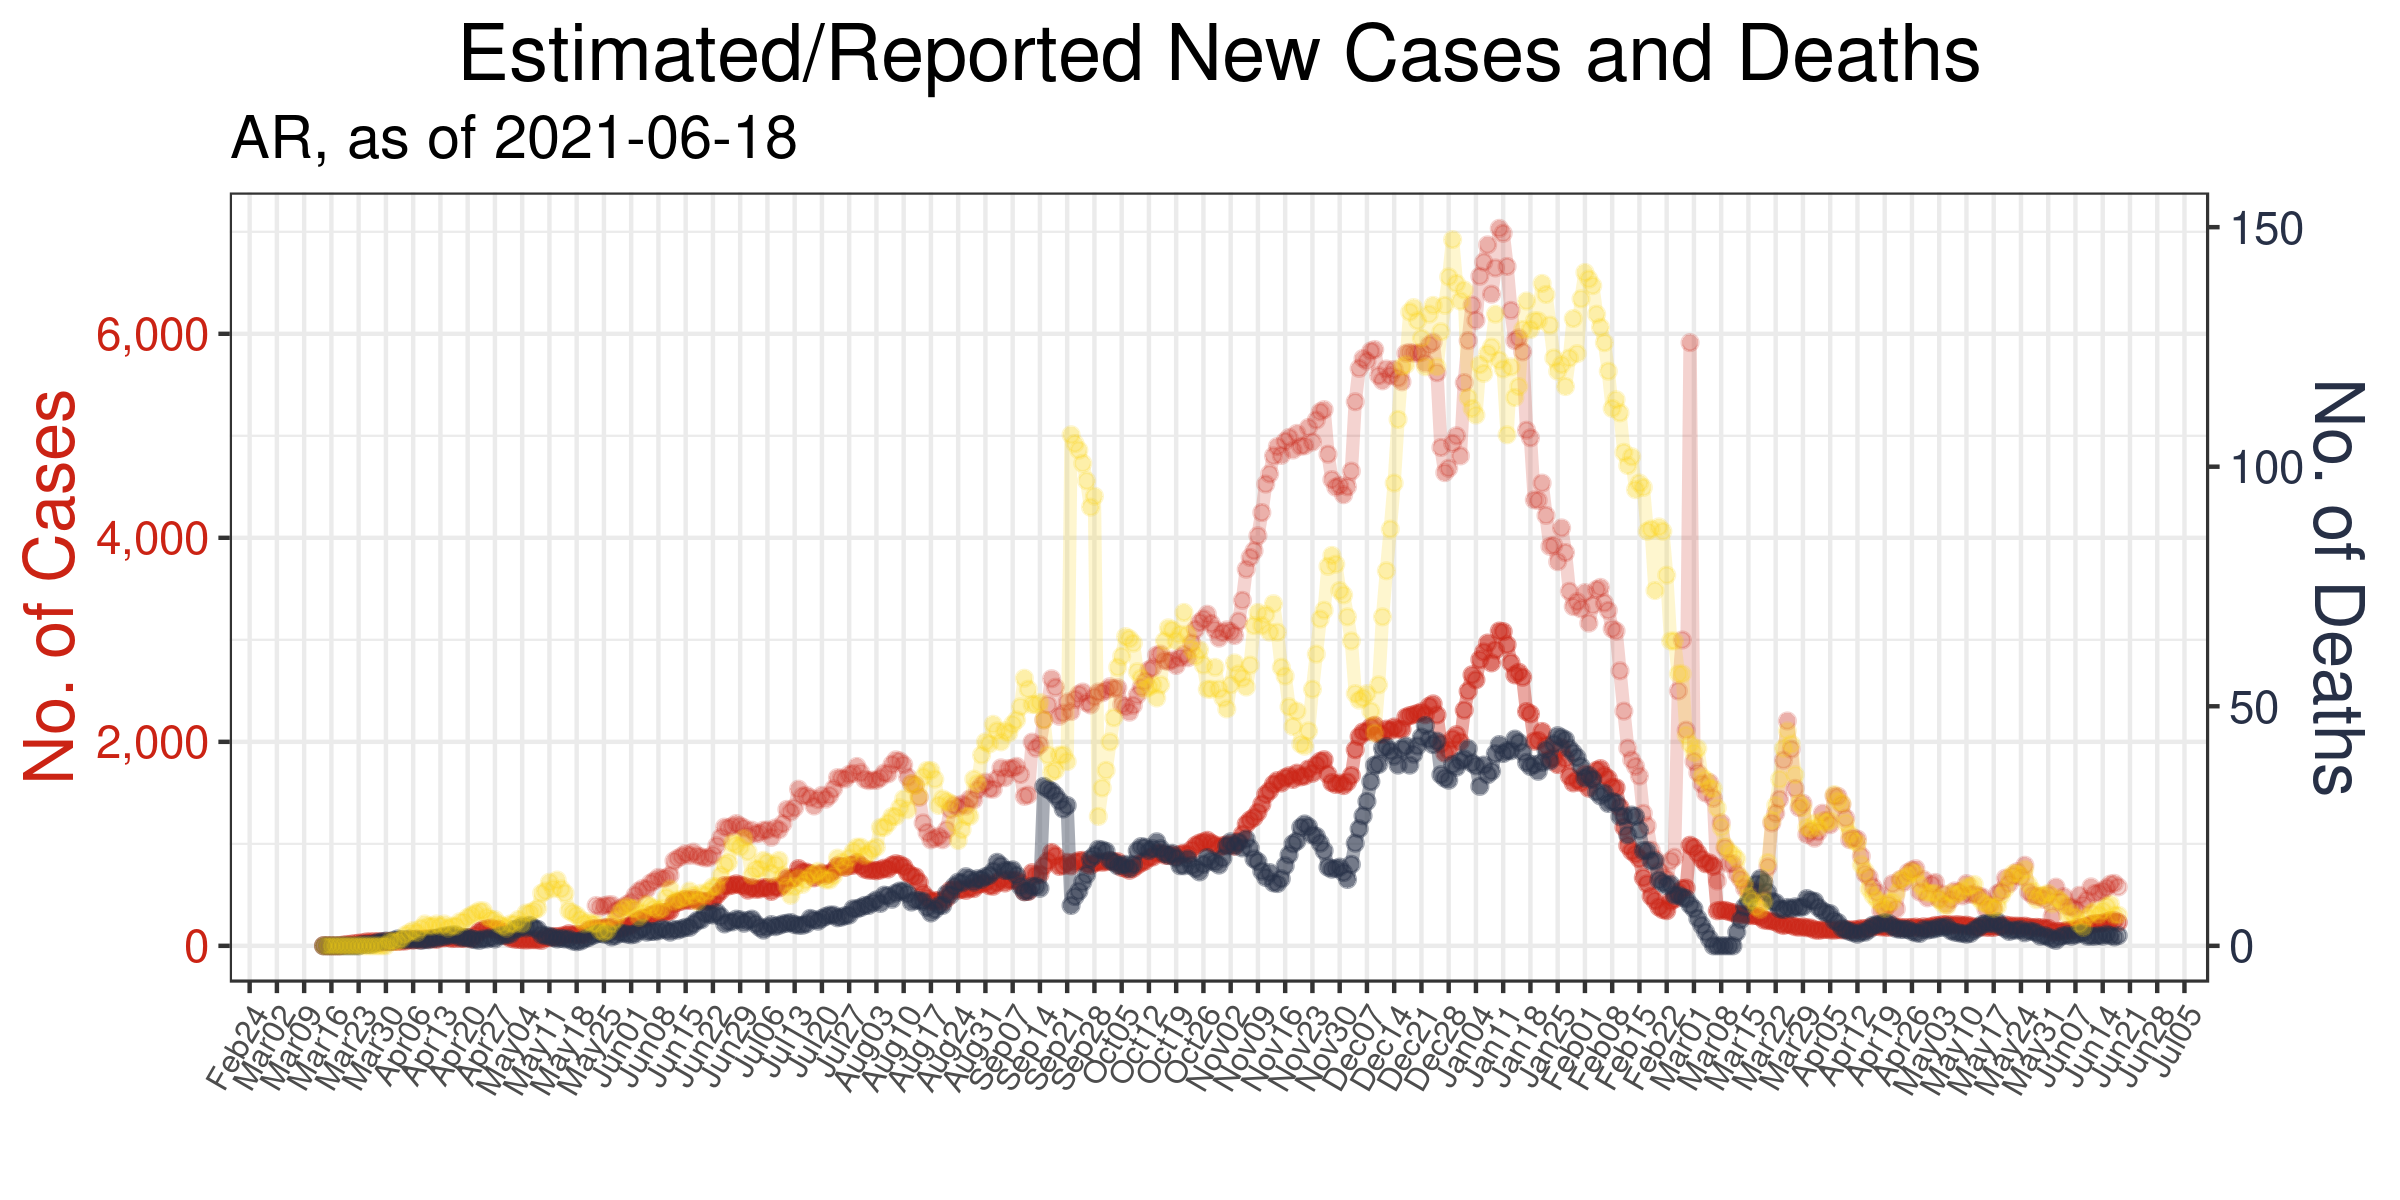 Estimated/Reported New Cases and Deaths
AR, as of 2021-06-18
No. of Cases
6,000
4,000
2,000
0
150
100
50
0
No. of Deaths
Feb24
Mar02
Mar09
Mar16
Mar23
Mar30
Apr06
Apr13
Apr20
Apr27
May04
May11
May18
May25
Jun01
Jun08
Jun15
Jun22
Jun29
Jul06
Jul13
Jul20
Jul27
Aug03
Aug10
Aug17
Aug24
Aug31
Sep07
Sep14
Sep21
Sep28
Oct05
Oct12
Oct19
Oct26
Nov02
Nov09
Nov16
Nov23
Nov30
Dec07
Dec14
Dec21
Dec28
Jan04
Jan11
Jan18
Jan25
Feb01
Feb08
Feb15
Feb22
Mar01
Mar08
Mar15
Mar22
Mar29
Apr05
Apr12
Apr19
Apr26
May03
May10
May17
May24
May31
Jun07
Jun14
Jun21
Jun28
Jul05